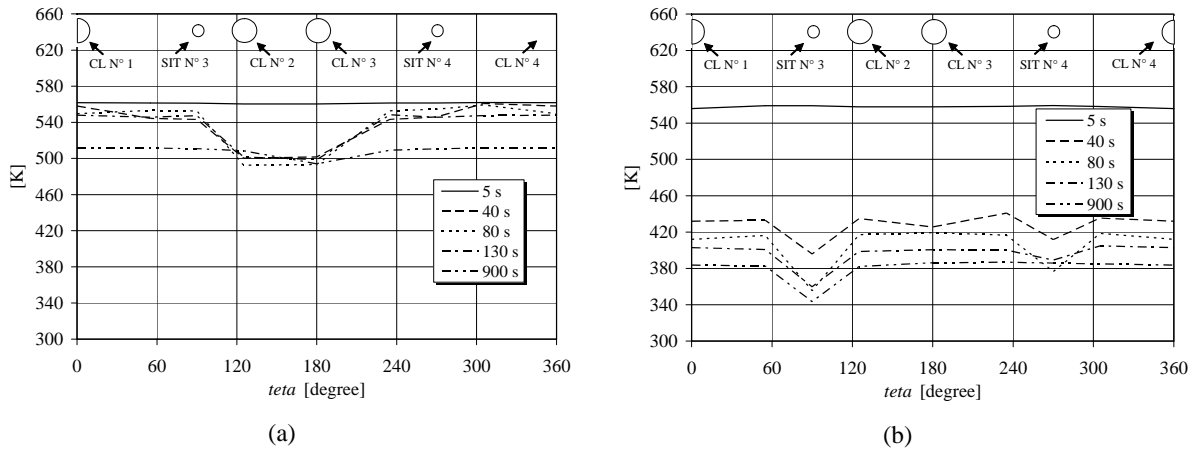 660
620
580
540
500
460
420
380
340
300
[K]
CL N° 1
SIT N° 3
CL N° 2
CL N° 3
SIT N° 4
CL N° 4
5 s
40 s
80 s
130 s
900 s
0 60 120 180 240 300 360
teta [degree]
(a)
660
620
580
540
500
460
420
380
340
300
[K]
CL N° 1
SIT N° 3
CL N° 2
CL N° 3
SIT N° 4
CL N° 4
5 s
40 s
80 s
130 s
900 s
0 60 120 180 240 300 360
teta [degree]
(b)